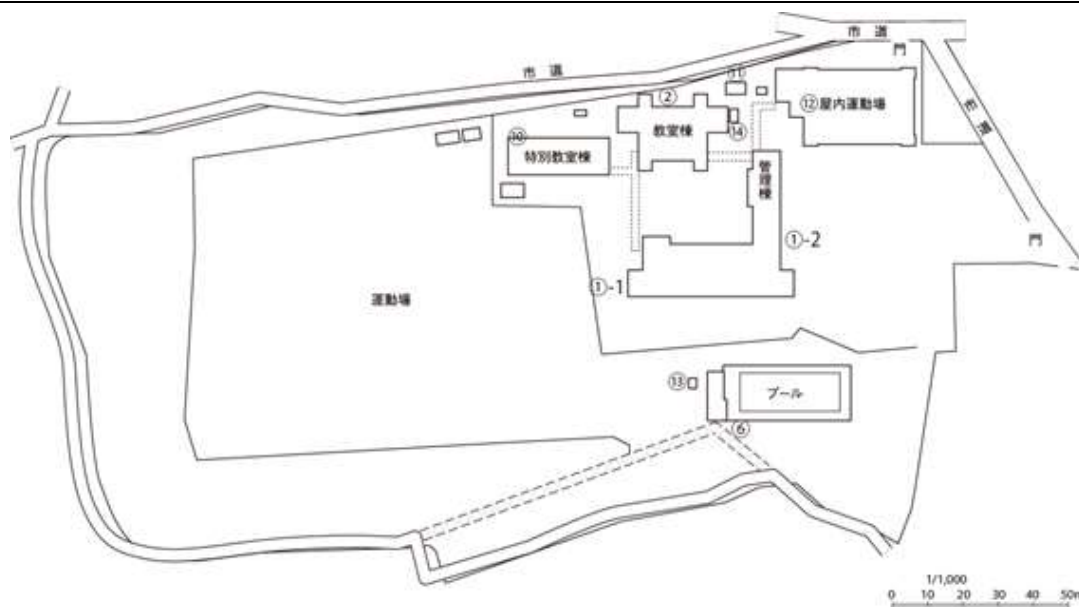 市道
門
市道
⑪
②
⑫屋内運動場
市道
教室棟
⑭
⑩
特別教室棟
管理棟
門
①-2
①-1
運動場
⑬
プール
⑥
1/1,000
0 10 20 30 40 50m